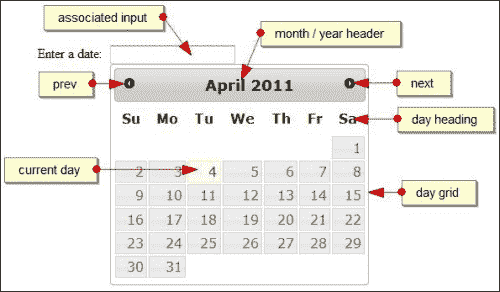 associated input
month / year header
Enter a date:
prev
April 2011
next
Su Mo Tu We Th Fr Sa
day heading
1
current day
2 3 4 5 6 7 8
9 10 11 12 13 14 15
day grid
16 17 18 19 20 21 22
23 24 25 26 27 28 29
30 31